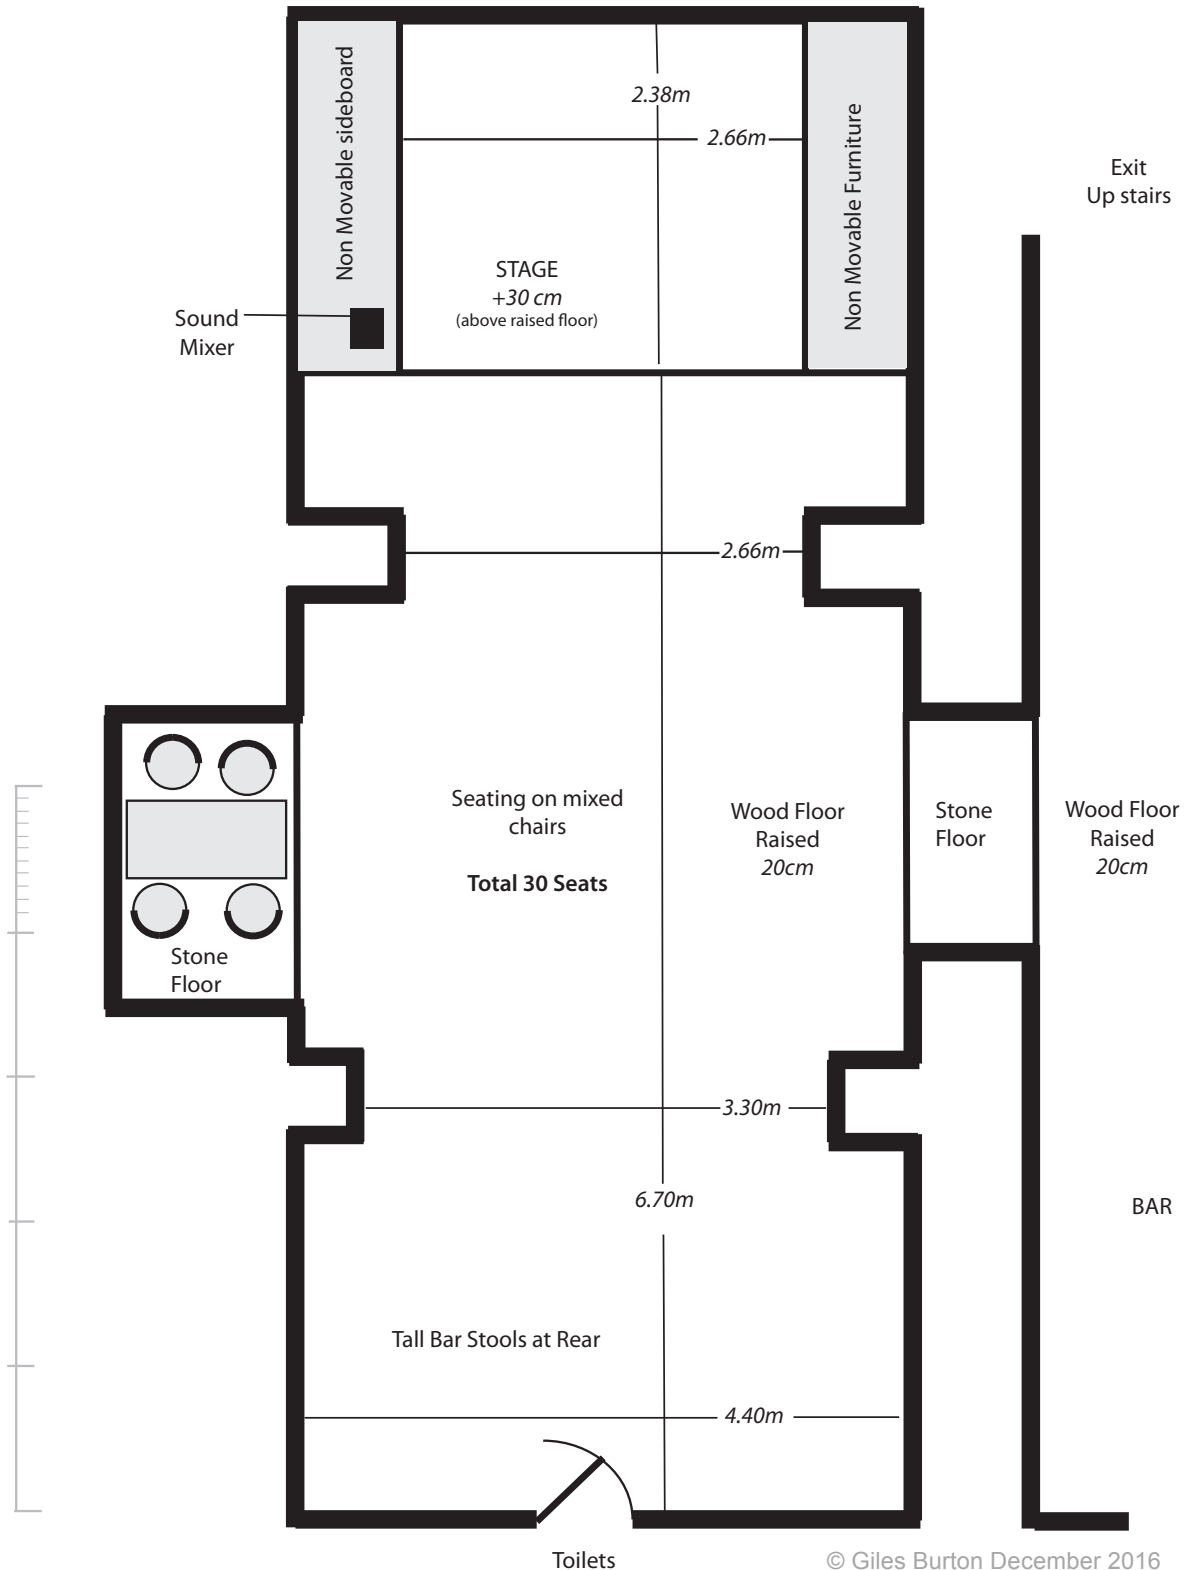 Non Movable sideboard
2.38m
2.66m
Non Movable Furniture
Exit
Up stairs
STAGE
+30 cm
(above raised floor)
Sound
Mixer
2.66m
Seating on mixed
chairs
Total 30 Seats
Wood Floor
Raised
20cm
Stone
Floor
Wood Floor
Raised
20cm
Stone
Floor
3.30m
6.70m
BAR
Tall Bar Stools at Rear
4.40m
Toilets
© Giles Burton December 2016